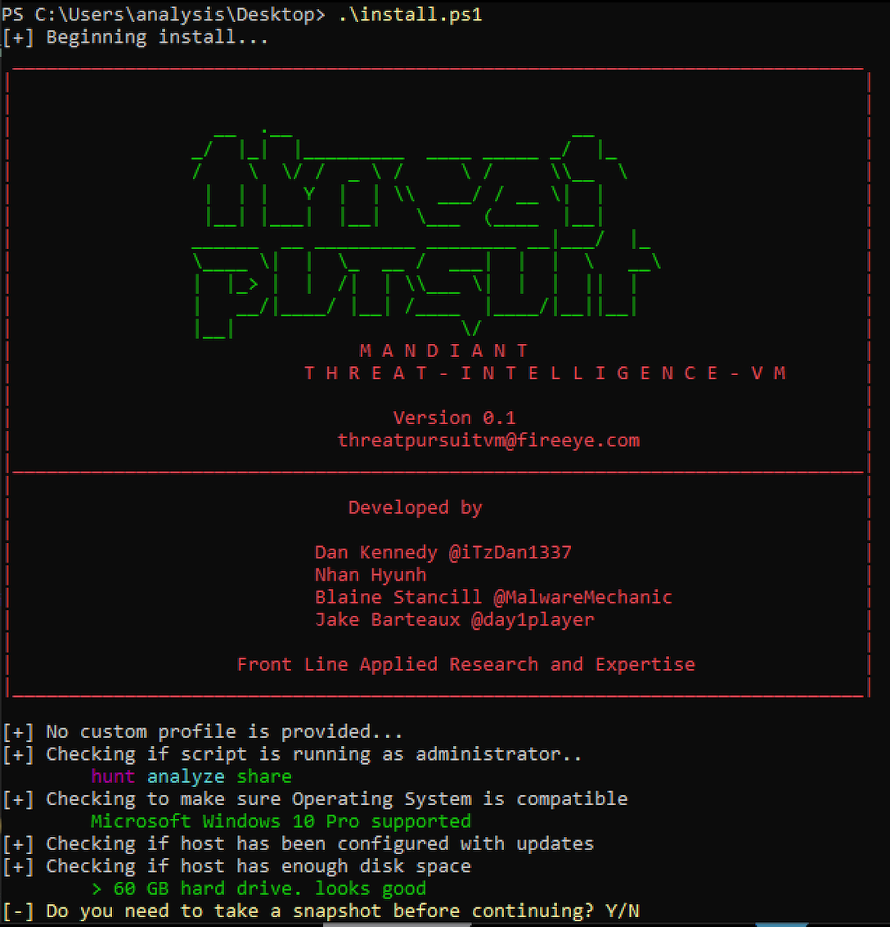 PS C:\Users\analysis\Desktop> .\install.ps1
[+] Beginning install...
threat
pursuit
M A N D I A N T
T H R E A T - I N T E L L I G E N C E - V M
Version 0.1
threatpursuitvm@fireeye.com
Developed by
Dan Kennedy @iTzDan1337
Nhan Hyunh
Blaine Stancill @MalwareMechanic
Jake Barteaux @day1player
Front Line Applied Research and Expertise
[+] No custom profile is provided...
[+] Checking if script is running as administrator..
hunt analyze share
[+] Checking to make sure Operating System is compatible
Microsoft Windows 10 Pro supported
[+] Checking if host has been configured with updates
[+] Checking if host has enough disk space
> 60 GB hard drive. looks good
[-] Do you need to take a snapshot before continuing? Y/N